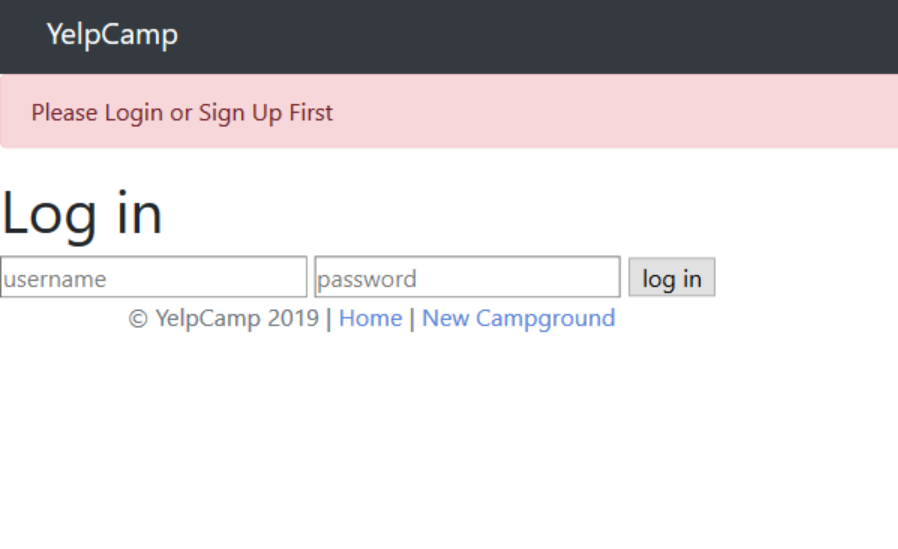 YelpCamp
Please Login or Sign Up First
Log in
username password log in
© YelpCamp 2019 | Home | New Campground